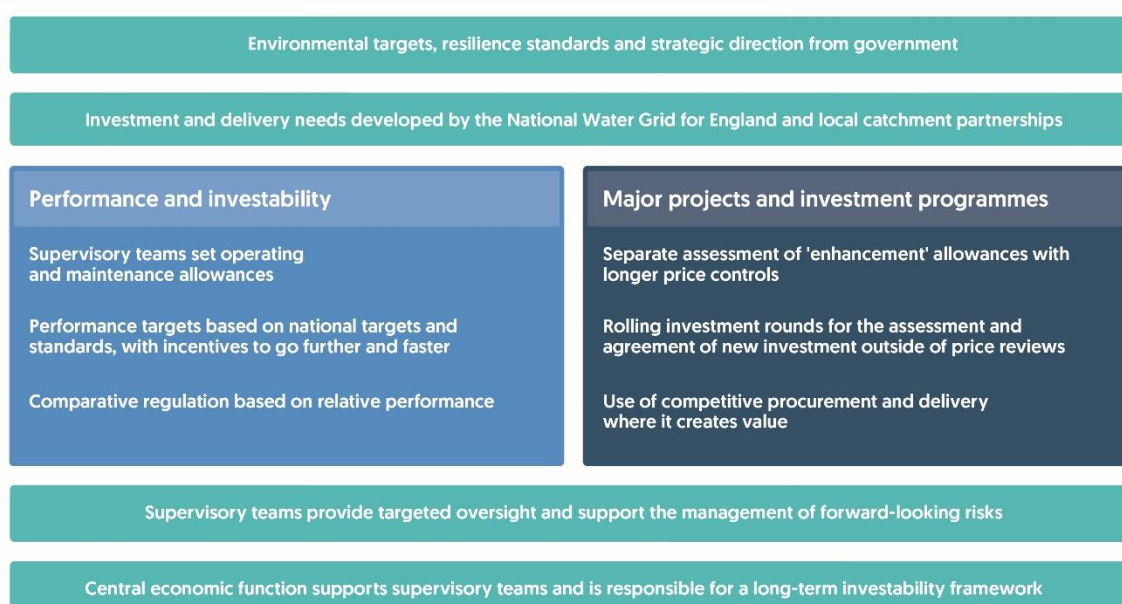 Environmental targets, resilience standards and strategic direction from government
Investment and delivery needs developed by the National Water Grid for England and local catchment partnerships
Performance and investability
Supervisory teams set operating
and maintenance allowances
Performance targets based on national targets and
standards, with incentives to go further and faster
Comparative regulation based on relative performance
Major projects and investment programmes
Separate assessment of 'enhancement' allowances with
longer price controls
Rolling investment rounds for the assessment and
agreement of new investment outside of price reviews
Use of competitive procurement and delivery
where it creates value
Supervisory teams provide targeted oversight and support the management of forward-looking risks
Central economic function supports supervisory teams and is responsible for a long-term investability framework